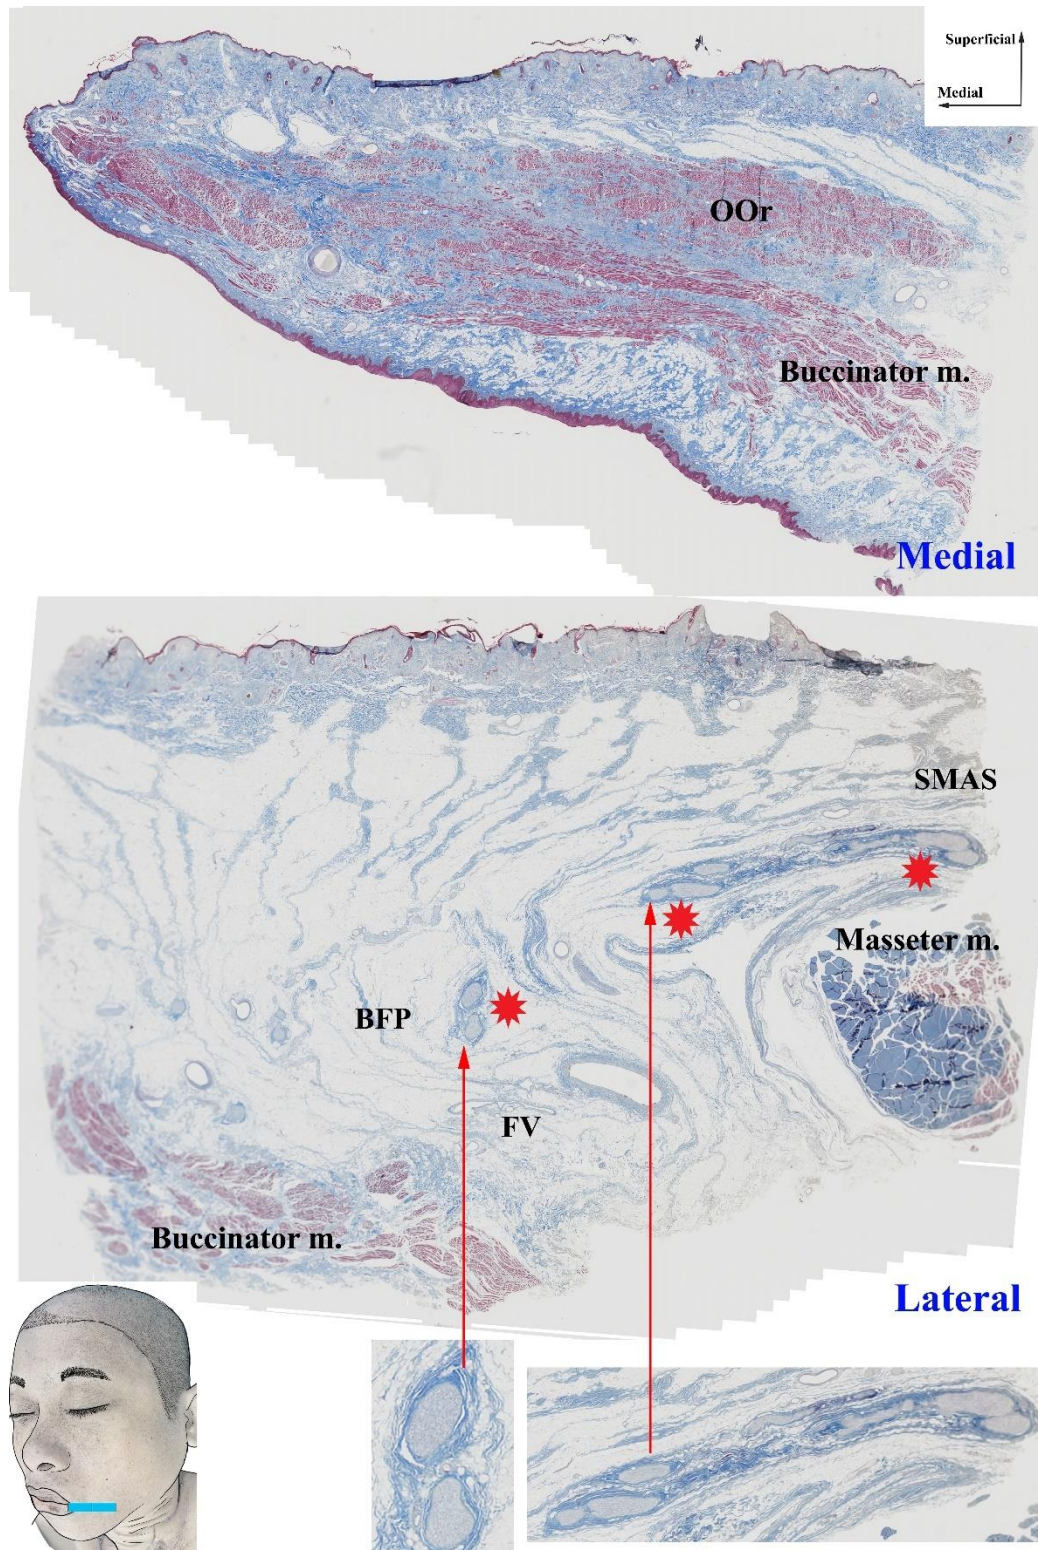 Superficial
Medial
OOr
Buccinator m.
Medial
SMAS
Masseter m.
BFP
FV
Buccinator m.
Lateral